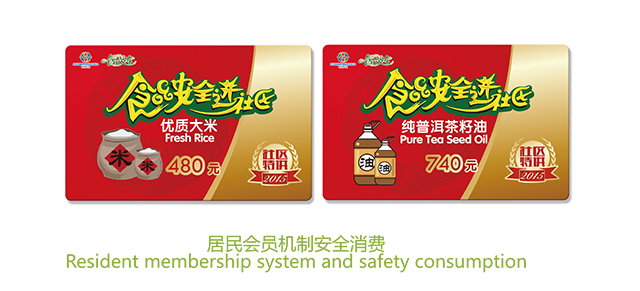 食品安全进社区
优质大米
Fresh Rice
米
米
480元
社区
特供
2015
食品安全进社区
纯普洱茶籽油
Pure Tea Seed Oil
油
油
740元
社区
特供
2015
居民会员机制安全消费
Resident membership system and safety consumption